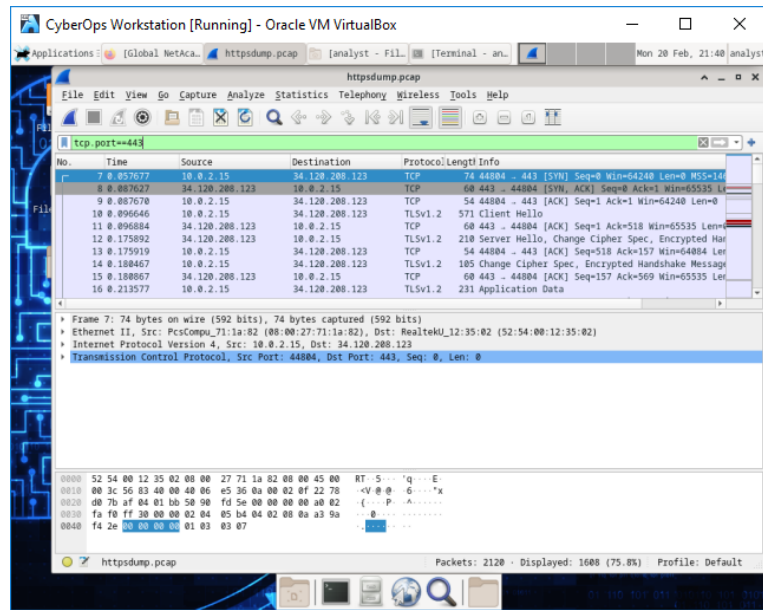 CyberOps Workstation [Running] - Oracle VM VirtualBox
Applications [Global NetAca... httpsdump.pcap [analyst - Fil... [Terminal - an... Mon 20 Feb, 21:40 analyst
httpsdump.pcap
File Edit View Go Capture Analyze Statistics Telephony Wireless Tools Help
tcp.port==443
No. Time Source Destination Protocol Length Info
7 0.057677 10.0.2.15 34.120.208.123 TCP 74 44804 → 443 [SYN] Seq=0 Win=64240 Len=0 MSS=146
8 0.087627 34.120.208.123 10.0.2.15 TCP 60 443 → 44804 [SYN, ACK] Seq=0 Ack=1 Win=65535 Le
9 0.087670 10.0.2.15 34.120.208.123 TCP 54 44804 → 443 [ACK] Seq=1 Ack=1 Win=64240 Len=0
10 0.096646 10.0.2.15 34.120.208.123 TLSv1.2 571 Client Hello
11 0.096884 34.120.208.123 10.0.2.15 TCP 60 443 → 44804 [ACK] Seq=1 Ack=518 Win=65535 Len=
12 0.175892 34.120.208.123 10.0.2.15 TLSv1.2 210 Server Hello, Change Cipher Spec, Encrypted Han
13 0.175919 10.0.2.15 34.120.208.123 TCP 54 44804 → 443 [ACK] Seq=518 Ack=157 Win=64084 Len
14 0.180467 10.0.2.15 34.120.208.123 TLSv1.2 105 Change Cipher Spec, Encrypted Handshake Message
15 0.180867 34.120.208.123 10.0.2.15 TCP 60 443 → 44804 [ACK] Seq=157 Ack=569 Win=65535 Len
16 0.213577 10.0.2.15 34.120.208.123 TLSv1.2 231 Application Data
Frame 7: 74 bytes on wire (592 bits), 74 bytes captured (592 bits)
Ethernet II, Src: PcsCompu_71:1a:82 (08:00:27:71:1a:82), Dst: RealtekU_12:35:02 (52:54:00:12:35:02)
Internet Protocol Version 4, Src: 10.0.2.15, Dst: 34.120.208.123
Transmission Control Protocol, Src Port: 44804, Dst Port: 443, Seq: 0, Len: 0
0000 52 54 00 12 35 02 08 00 27 71 1a 82 08 00 45 00 RT··5··· 'q····E·
0010 00 3c 56 83 40 00 40 06 e5 36 0a 00 02 0f 22 78 ·<V·@·@· ·6····"x
0020 d0 7b af 04 01 bb 50 90 fd 5e 00 00 00 00 a0 02 ·{····P· ·^······
0030 fa f0 ff 30 00 00 02 04 05 b4 04 02 08 0a a3 9a ···0···· ········
0040 f4 2e 00 00 00 00 01 03 03 07 ·.······ ··
httpsdump.pcap Packets: 2120 · Displayed: 1608 (75.8%) Profile: Default